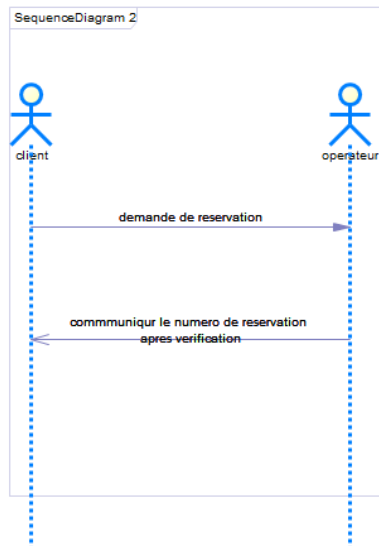 SequenceDiagram 2
client
operateur
demande de reservation
commmuniqur le numero de reservation
apres verification